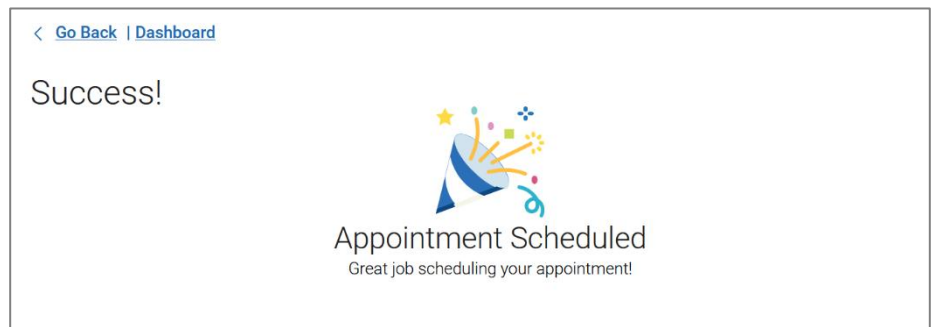 < Go Back | Dashboard
Success!
Appointment Scheduled
Great job scheduling your appointment!